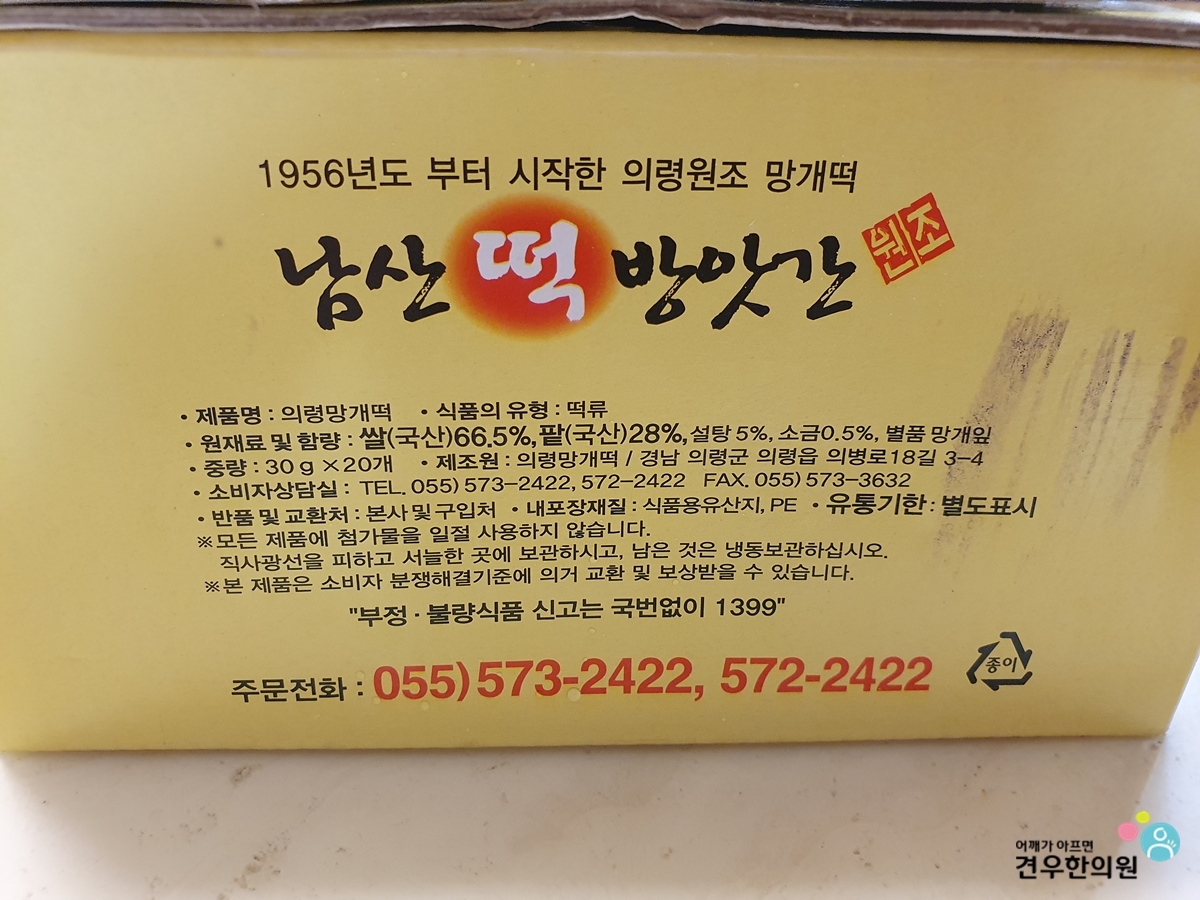 1956년도 부터 시작한 의령원조 망개떡
남산 떡 방앗간 원조
• 제품명 : 의령망개떡 • 식품의 유형 : 떡류
• 원재료 및 함량 : 쌀(국산)66.5%, 팥(국산)28%, 설탕 5%, 소금0.5%, 별품 망개잎
• 중량 : 30 g ×20개 • 제조원 : 의령망개떡 / 경남 의령군 의령읍 의병로18길 3-4
• 소비자상담실 : TEL. 055) 573-2422, 572-2422 FAX. 055) 573-3632
• 반품 및 교환처 : 본사 및 구입처 • 내포장재질 : 식품용유산지, PE • 유통기한 : 별도표시
※모든 제품에 첨가물을 일절 사용하지 않습니다.
직사광선을 피하고 서늘한 곳에 보관하시고, 남은 것은 냉동보관하십시오.
※본 제품은 소비자 분쟁해결기준에 의거 교환 및 보상받을 수 있습니다.
"부정 · 불량식품 신고는 국번없이 1399"
주문전화 : 055) 573-2422, 572-2422
종이
어깨가 아프면
견우한의원